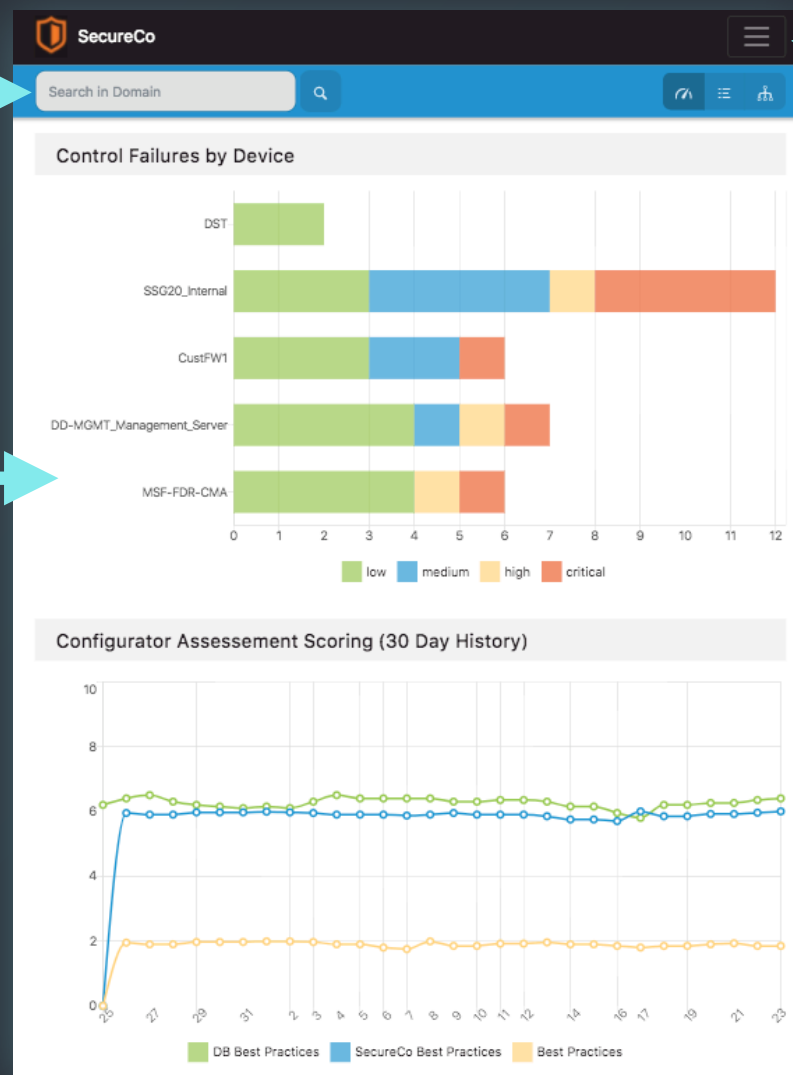 SecureCo
Search in Domain
Control Failures by Device
DST
SSG20_Internal
CustFW1
DD-MGMT_Management_Server
MSF-FDR-CMA
0 1 2 3 4 5 6 7 8 9 10 11 12
low medium high critical
Configurator Assessement Scoring (30 Day History)
10
8
6
4
2
0
25 27 29 31 2 3 4 5 6 7 8 9 10 11 12 14 16 17 19 21 23
DB Best Practices SecureCo Best Practices Best Practices